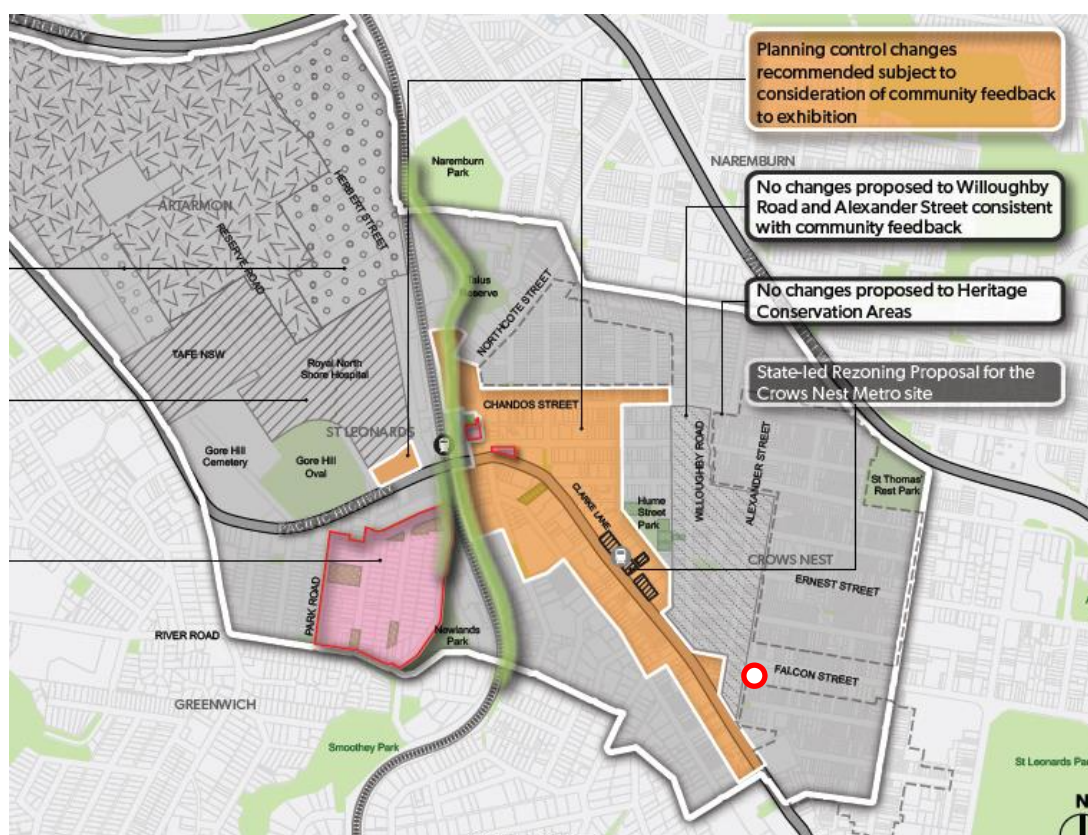 Planning control changes
recommended subject to
consideration of community feedback
to exhibition
NAREMBURN
No changes proposed to Willoughby
Road and Alexander Street consistent
with community feedback
No changes proposed to Heritage
Conservation Areas
State-led Rezoning Proposal for the
Crows Nest Metro site
FREEWAY
Naremburn
Park
ARTARMON
HERBERT STREET
RESERVE ROAD
Talus
Reserve
NORTHCOTE STREET
TAFE NSW
Royal North
Shore Hospital
CHANDOS STREET
ST LEONARDS
Gore Hill
Cemetery
Gore Hill
Oval
PACIFIC HIGHWAY
CLARKE LANE
Hume
Street
Park
WILLOUGHBY ROAD
ALEXANDER STREET
St Thomas'
Rest Park
CROWS NEST
ERNEST STREET
PARK ROAD
RIVER ROAD
Newlands
Park
FALCON STREET
GREENWICH
Smoothey Park
St Leonards
N